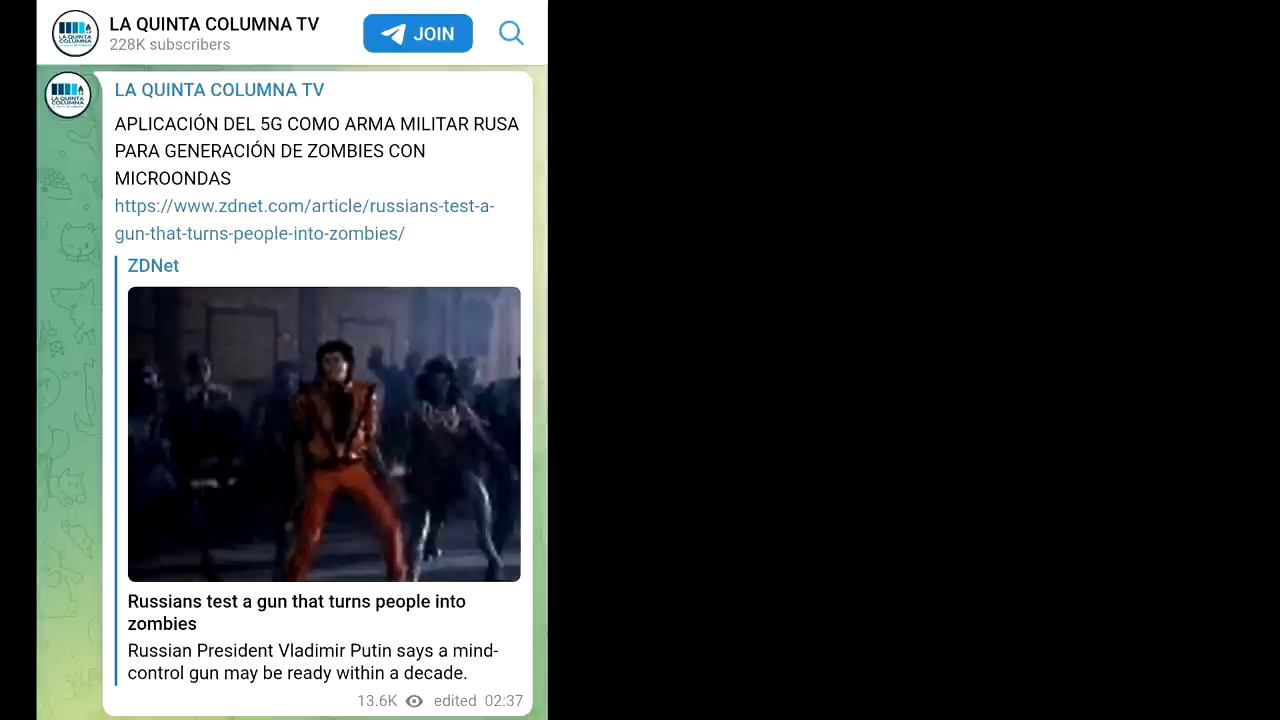 LA QUINTA COLUMNA TV
228K subscribers
JOIN
LA QUINTA COLUMNA TV
APLICACIÓN DEL 5G COMO ARMA MILITAR RUSA
PARA GENERACIÓN DE ZOMBIES CON
MICROONDAS
https://www.zdnet.com/article/russians-test-a-
gun-that-turns-people-into-zombies/
ZDNet
Russians test a gun that turns people into
zombies
Russian President Vladimir Putin says a mind-
control gun may be ready within a decade.
13.6K edited 02:37